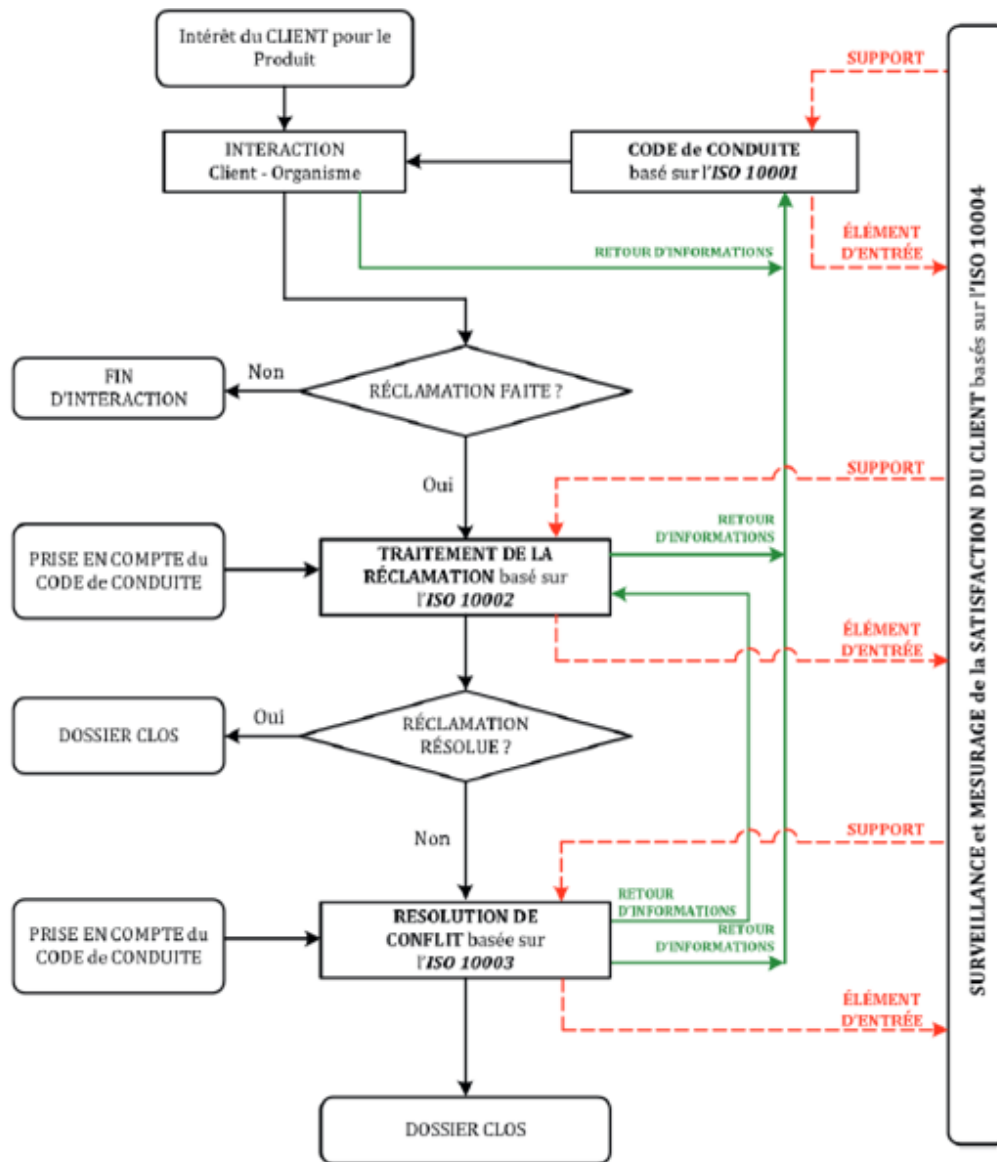 Intérêt du CLIENT pour le
Produit
SUPPORT
INTERACTION
Client - Organisme
CODE de CONDUITE
basé sur l'ISO 10001
RETOUR D'INFORMATIONS
ÉLÉMENT
D'ENTRÉE
FIN
D'INTERACTION
Non
RÉCLAMATION FAITE ?
Oui
SUPPORT
RETOUR
D'INFORMATIONS
PRISE EN COMPTE du
CODE de CONDUITE
TRAITEMENT DE LA
RÉCLAMATION basé sur
l'ISO 10002
ÉLÉMENT
D'ENTRÉE
DOSSIER CLOS
Oui
RÉCLAMATION
RÉSOLUE ?
Non
SUPPORT
RETOUR
D'INFORMATIONS
RETOUR
D'INFORMATIONS
PRISE EN COMPTE du
CODE de CONDUITE
RESOLUTION DE
CONFLIT basée sur
l'ISO 10003
ÉLÉMENT
D'ENTRÉE
DOSSIER CLOS
SURVEILLANCE et MESURAGE de la SATISFACTION DU CLIENT basés sur l'ISO 10004